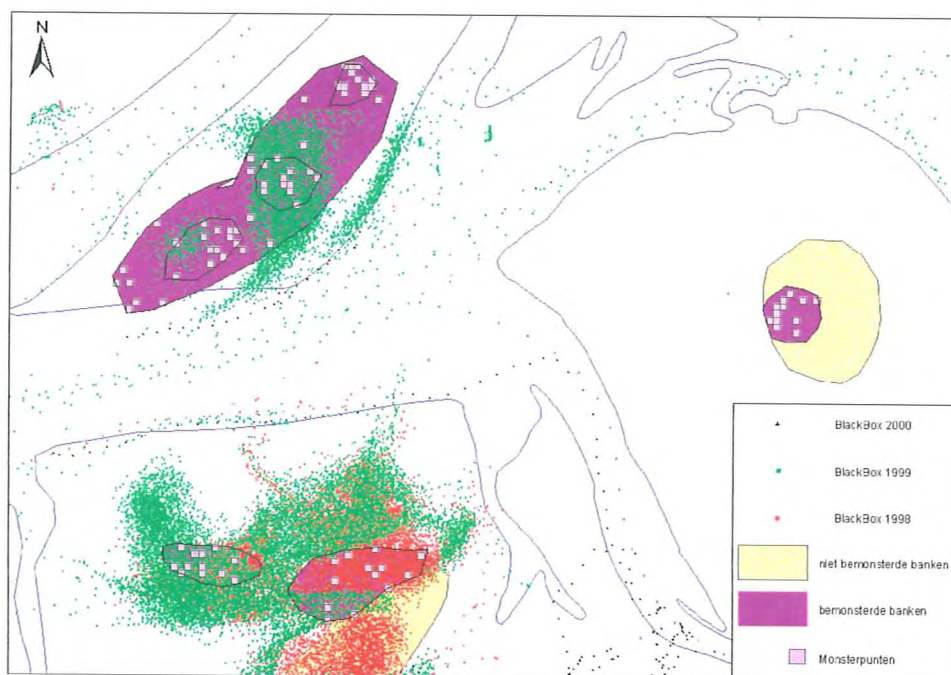 N
BlackBox 2000
BlackBox 1999
BlackBox 1998
niet bemonsterde banken
bemonsterde banken
Monsterpunten